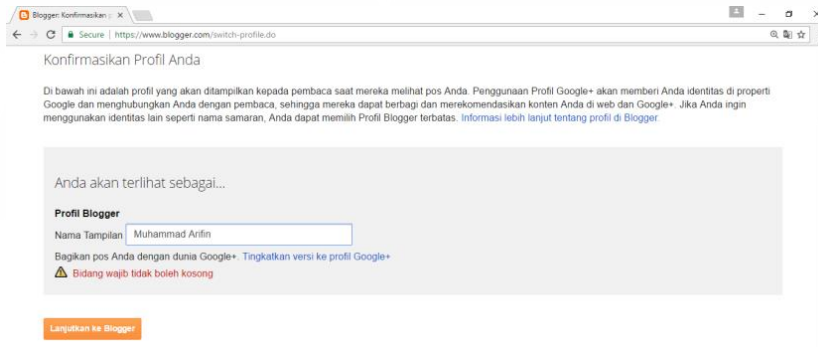 Blogger: Konfirmasikan p
Secure | https://www.blogger.com/switch-profile.do
Konfirmasikan Profil Anda
Di bawah ini adalah profil yang akan ditampilkan kepada pembaca saat mereka melihat pos Anda. Penggunaan Profil Google+ akan memberi Anda identitas di properti
Google dan menghubungkan Anda dengan pembaca, sehingga mereka dapat berbagi dan merekomendasikan konten Anda di web dan Google+. Jika Anda ingin
menggunakan identitas lain seperti nama samaran, Anda dapat memilih Profil Blogger terbatas. Informasi lebih lanjut tentang profil di Blogger.
Anda akan terlihat sebagai...
Profil Blogger
Nama Tampilan Muhammad Arifin
Bagikan pos Anda dengan dunia Google+. Tingkatkan versi ke profil Google+
Bidang wajib tidak boleh kosong
Lanjutkan ke Blogger